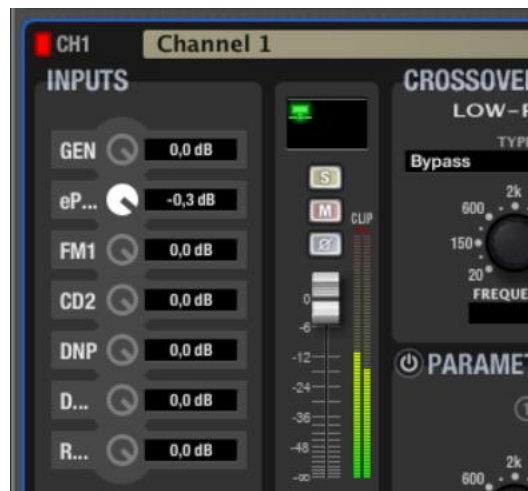 CH1
Channel 1
INPUTS
GEN 0,0 dB
eP... -0,3 dB
FM1 0,0 dB
CD2 0,0 dB
DNP 0,0 dB
D... 0,0 dB
R... 0,0 dB
S
M
Ø
CLIP
0
-6
-12
-24
-36
-48
-∞
CROSSOVE
LOW-
TYP
Bypass
2k
600
150
20
FREQUE
PARAME
1
2k
600